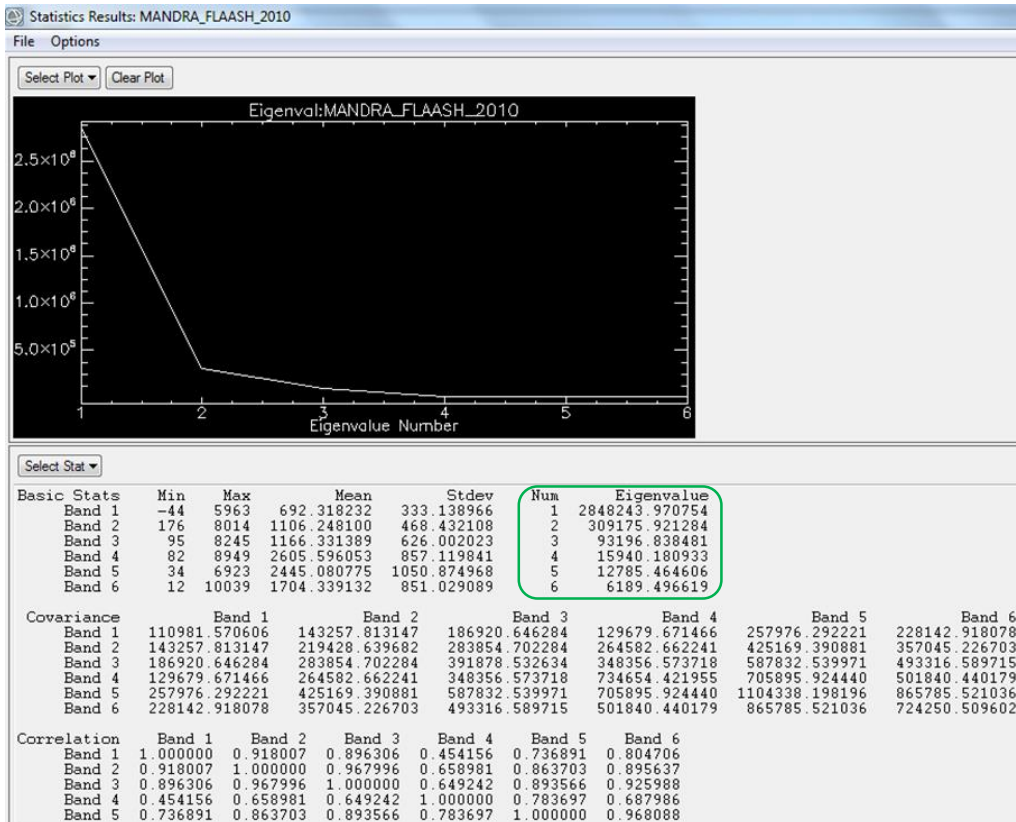 Statistics Results: MANDRA_FLAASH_2010
File Options
Select Plot Clear Plot
Eigenval:MANDRA_FLAASH_2010
2.5×10⁶
2.0×10⁶
1.5×10⁶
1.0×10⁶
5.0×10⁵
1 2 3 4 5 6
Eigenvalue Number
Select Stat
Basic Stats Min Max Mean Stdev Num Eigenvalue
Band 1 -44 5963 692.318232 333.138966 1 2848243.970754
Band 2 176 8014 1106.248100 468.432108 2 309175.921284
Band 3 95 8245 1166.331389 626.002023 3 93196.838481
Band 4 82 8949 2605.596053 857.119841 4 15940.180933
Band 5 34 6923 2445.080775 1050.874968 5 12785.464606
Band 6 12 10039 1704.339132 851.029089 6 6189.496619
Covariance Band 1 Band 2 Band 3 Band 4 Band 5 Band 6
Band 1 110981.570606 143257.813147 186920.646284 129679.671466 257976.292221 228142.918078
Band 2 143257.813147 219428.639682 283854.702284 264582.662241 425169.390881 357045.226703
Band 3 186920.646284 283854.702284 391878.532634 348356.573718 587832.539971 493316.589715
Band 4 129679.671466 264582.662241 348356.573718 734654.421955 705895.924440 501840.440179
Band 5 257976.292221 425169.390881 587832.539971 705895.924440 1104338.198196 865785.521036
Band 6 228142.918078 357045.226703 493316.589715 501840.440179 865785.521036 724250.509602
Correlation Band 1 Band 2 Band 3 Band 4 Band 5 Band 6
Band 1 1.000000 0.918007 0.896306 0.454156 0.736891 0.804706
Band 2 0.918007 1.000000 0.967996 0.658981 0.863703 0.895637
Band 3 0.896306 0.967996 1.000000 0.649242 0.893566 0.925988
Band 4 0.454156 0.658981 0.649242 1.000000 0.783697 0.687986
Band 5 0.736891 0.863703 0.893566 0.783697 1.000000 0.968088